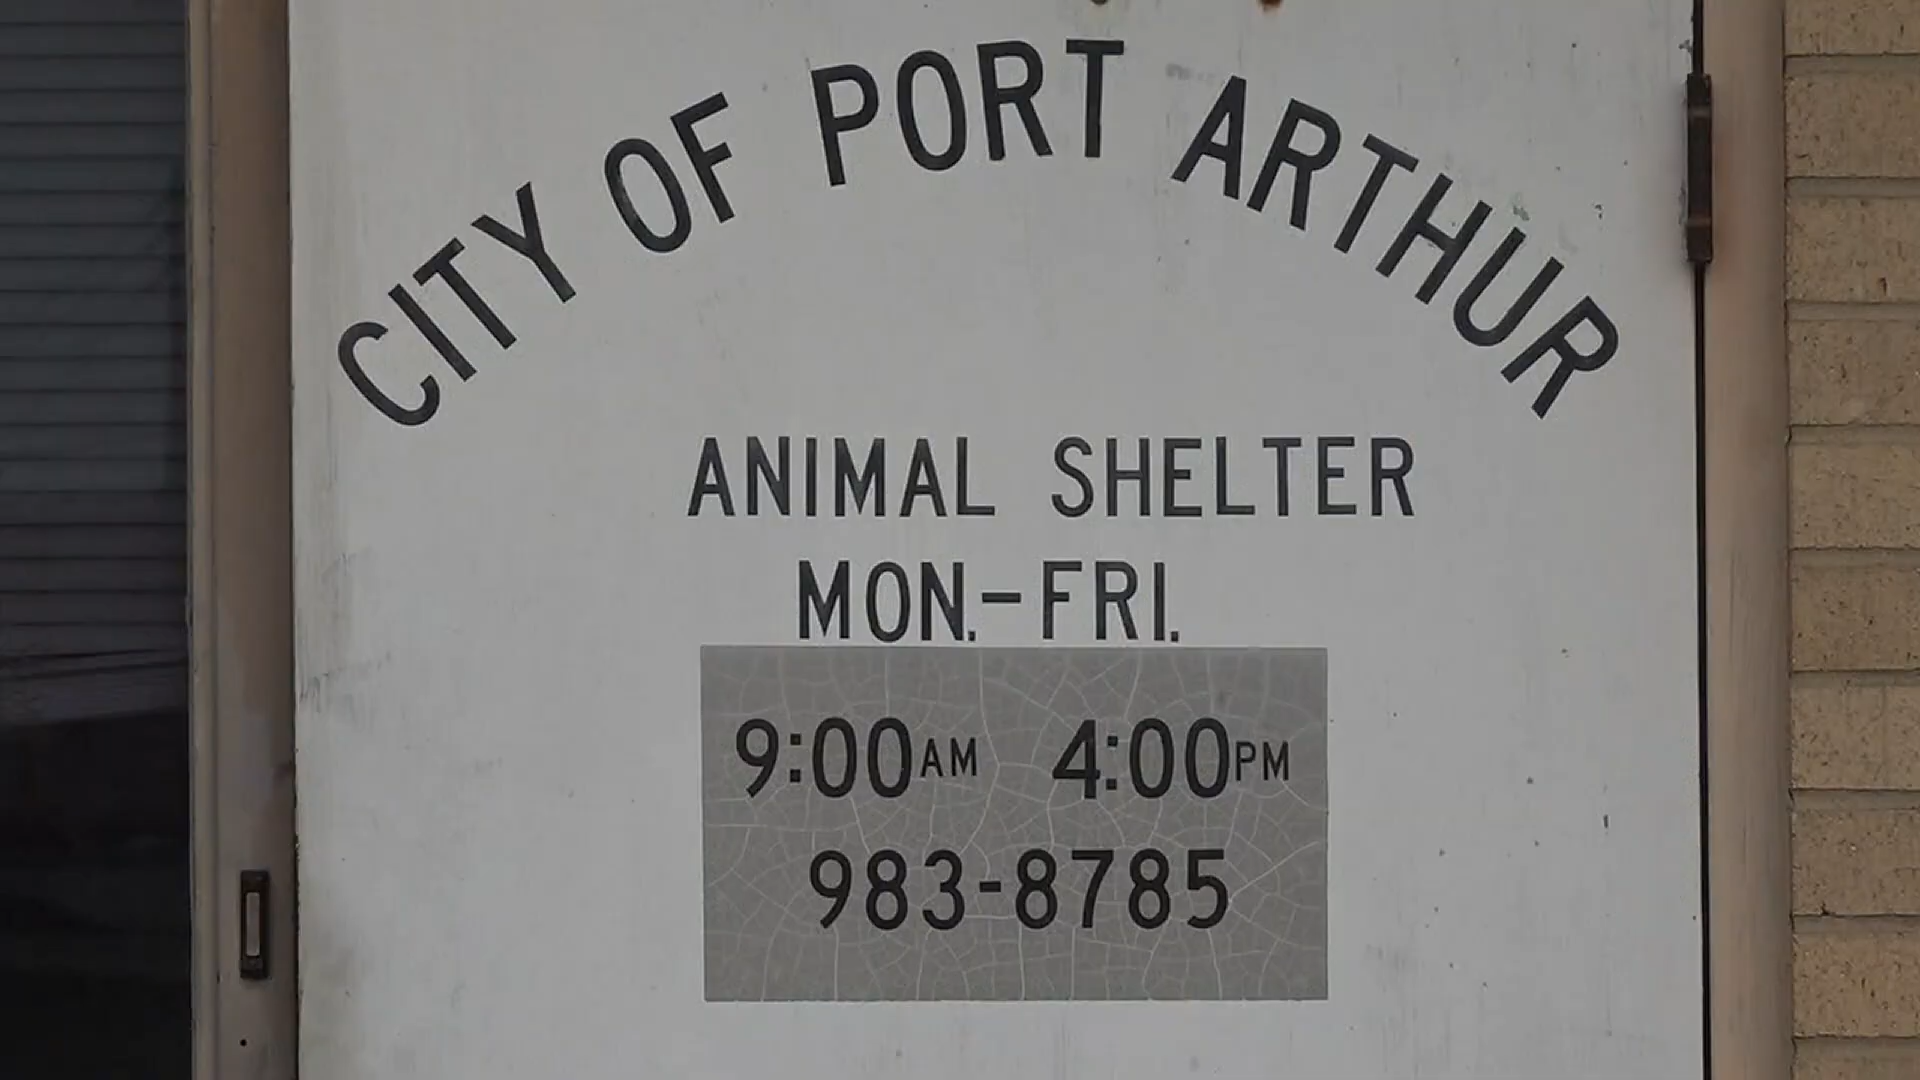 CITY OF PORT ARTHUR
ANIMAL SHELTER
MON.-FRI.
9:00AM 4:00PM
983-8785